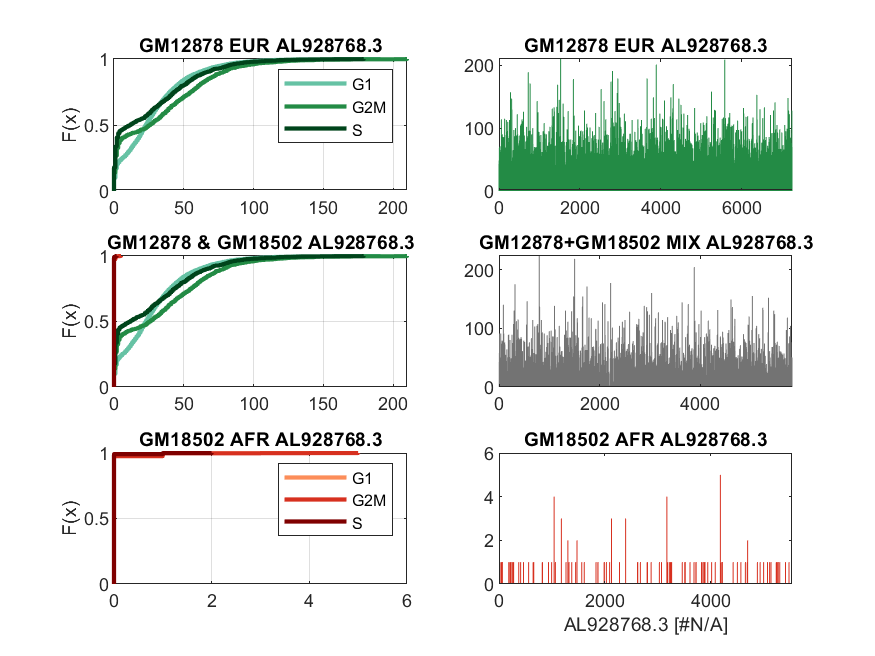 GM12878 EUR AL928768.3
F(x)
1
0.5
0
0 50 100 150 200
G1
G2M
S
GM12878 EUR AL928768.3
200
100
0
0 2000 4000 6000
GM12878 & GM18502 AL928768.3
F(x)
1
0.5
0
0 50 100 150 200
GM12878+GM18502 MIX AL928768.3
200
100
0
0 2000 4000
GM18502 AFR AL928768.3
F(x)
1
0.5
0
0 2 4 6
G1
G2M
S
GM18502 AFR AL928768.3
6
4
2
0
0 2000 4000
AL928768.3 [#N/A]